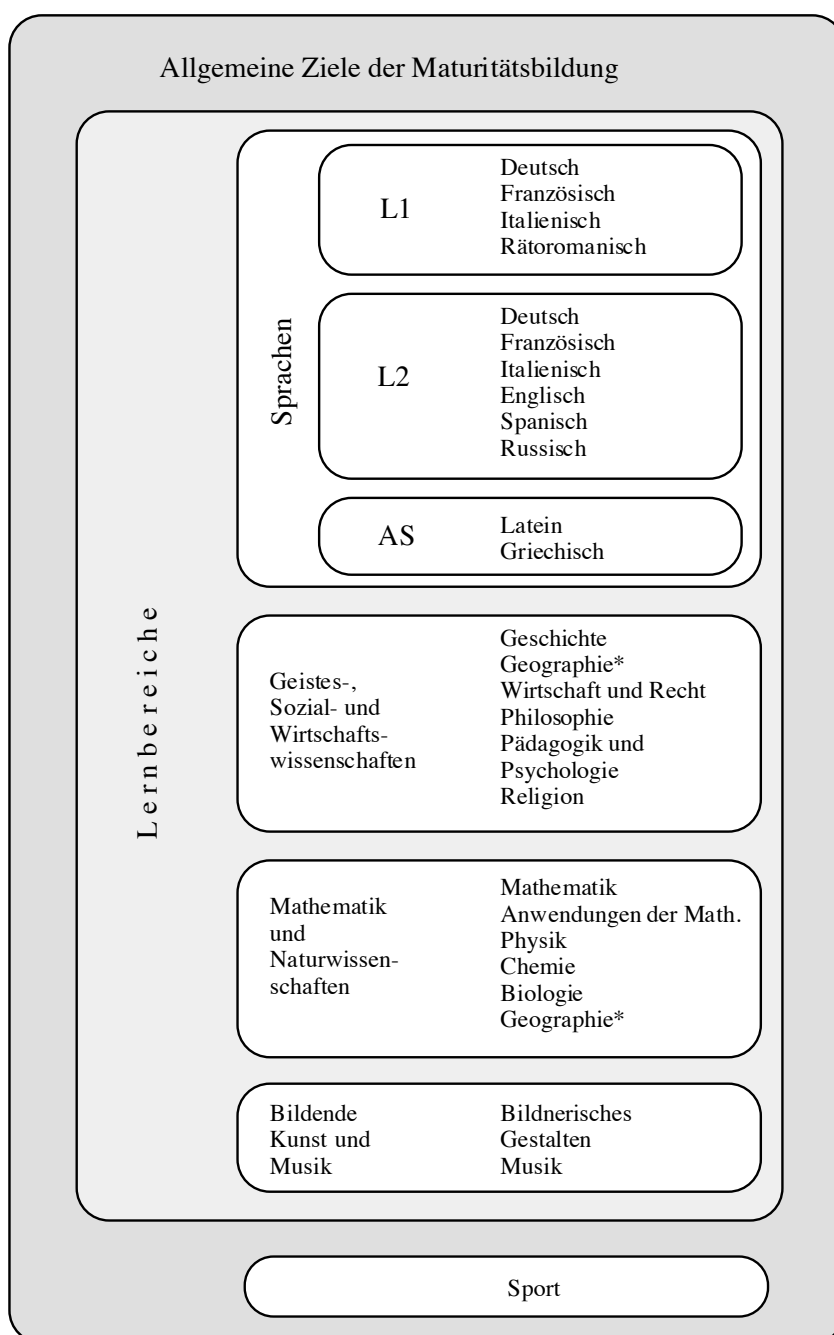 Allgemeine Ziele der Maturitätsbildung
Lernbereiche
Sprachen
L1
Deutsch
Französisch
Italienisch
Rätoromanisch
L2
Deutsch
Französisch
Italienisch
Englisch
Spanisch
Russisch
AS
Latein
Griechisch
Geistes-,
Sozial- und
Wirtschafts-
wissenschaften
Geschichte
Geographie*
Wirtschaft und Recht
Philosophie
Pädagogik und
Psychologie
Religion
Mathematik
und
Naturwissen-
schaften
Mathematik
Anwendungen der Math.
Physik
Chemie
Biologie
Geographie*
Bildende
Kunst und
Musik
Bildnerisches
Gestalten
Musik
Sport